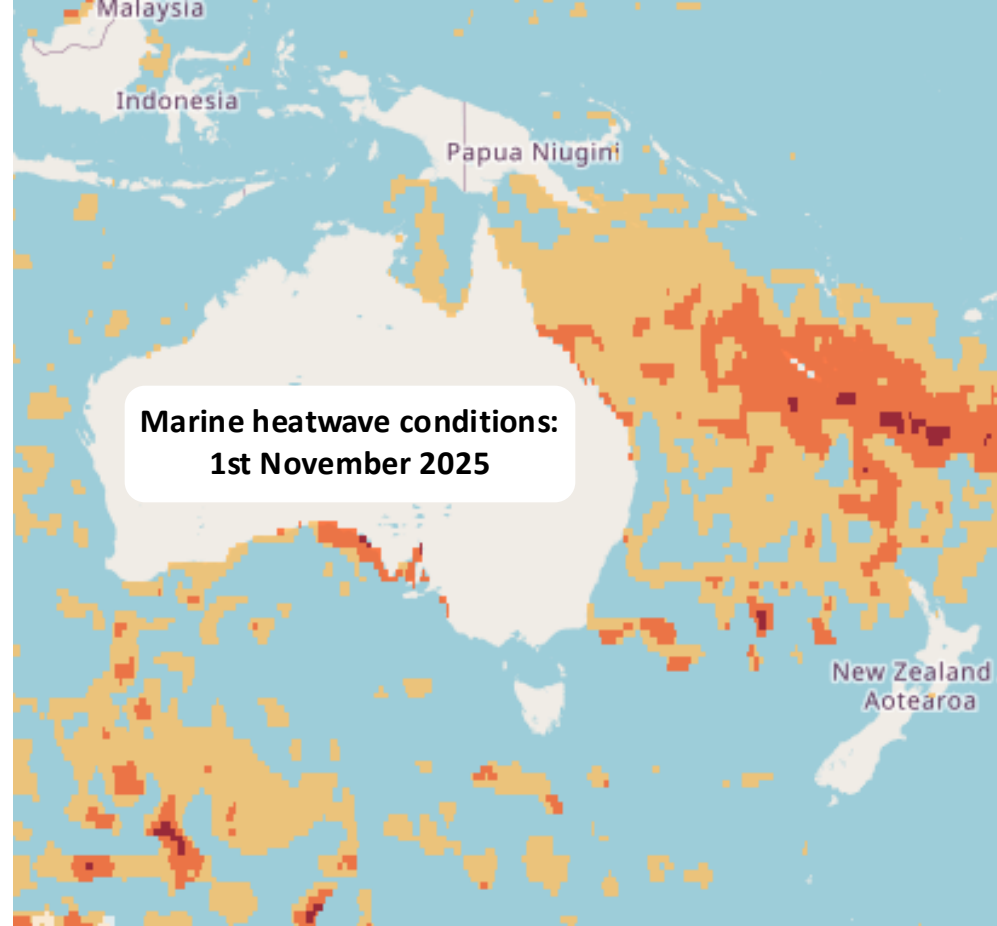 Malaysia
Indonesia
Papua Niugini
Marine heatwave conditions:
1st November 2025
New Zealand
Aotearoa